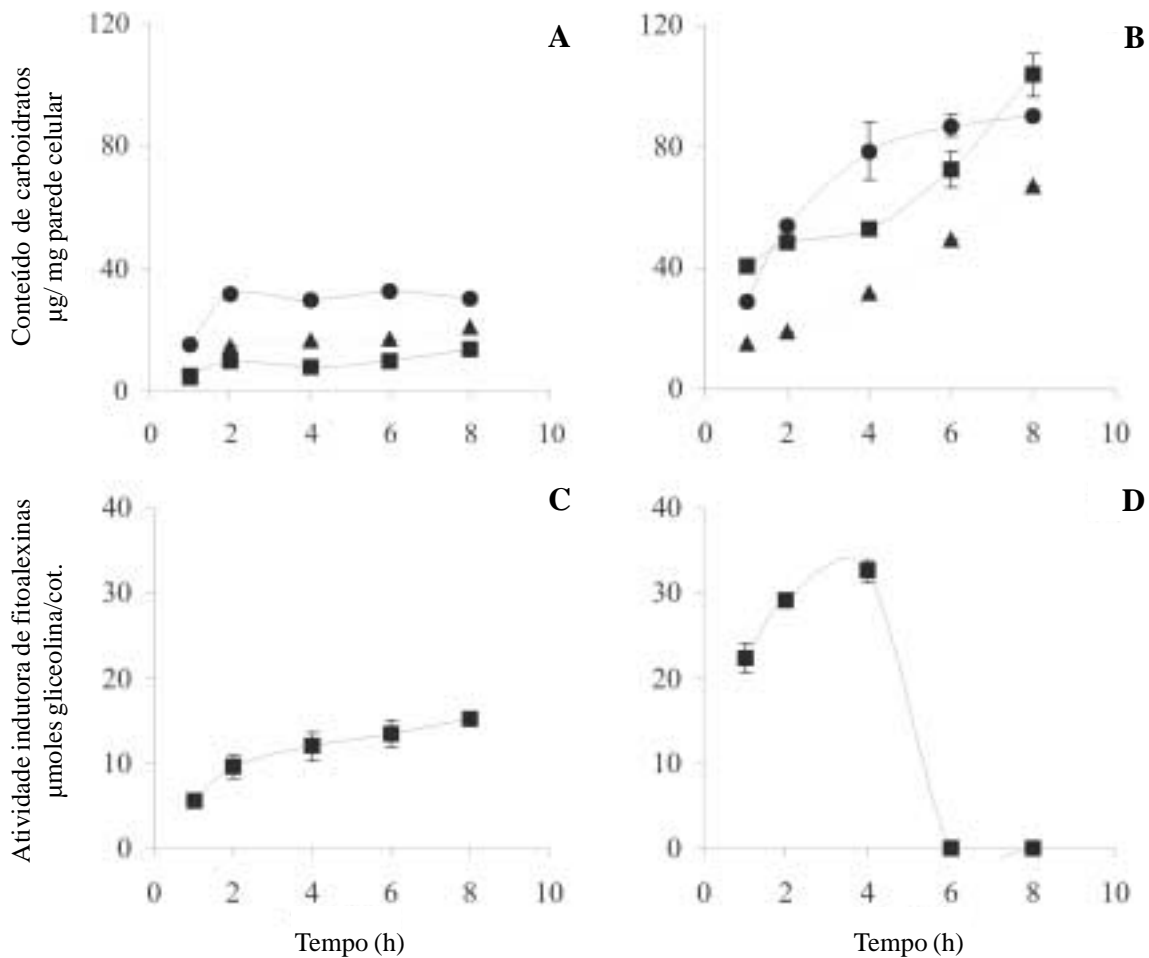 A
Conteúdo de carboidratos
µg/ mg parede celular
120
80
40
0
0 2 4 6 8 10
B
120
80
40
0
0 2 4 6 8 10
C
Atividade indutora de fitoalexinas
µmoles gliceolina/cot.
40
30
20
10
0
0 2 4 6 8 10
Tempo (h)
D
40
30
20
10
0
0 2 4 6 8 10
Tempo (h)